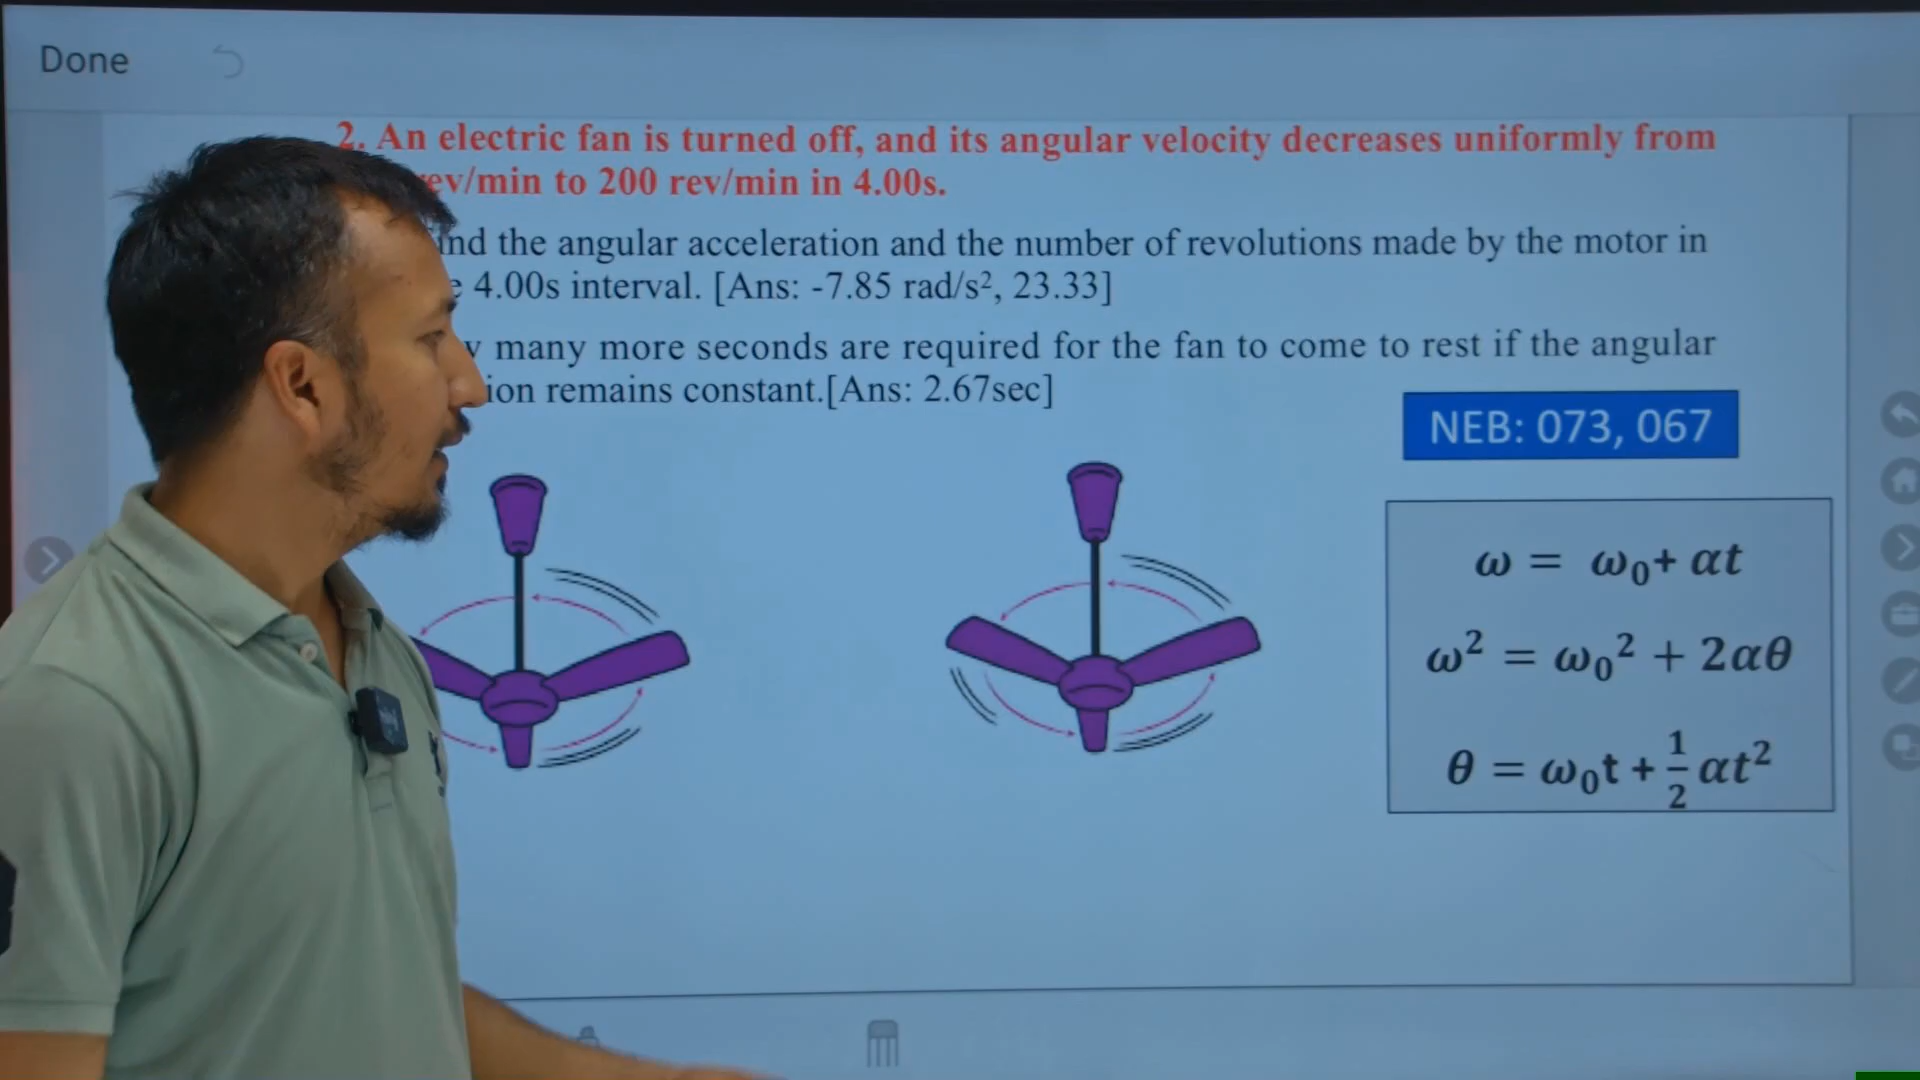 Done
2. An electric fan is turned off, and its angular velocity decreases uniformly from
rev/min to 200 rev/min in 4.00s.
the angular acceleration and the number of revolutions made by the motor in
4.00s interval. [Ans: -7.85 rad/s², 23.33]
many more seconds are required for the fan to come to rest if the angular
remains constant.[Ans: 2.67sec]
NEB: 073, 067
ω = ω₀+ αt
ω² = ω₀² + 2αθ
θ = ω₀t + 1/2 αt²